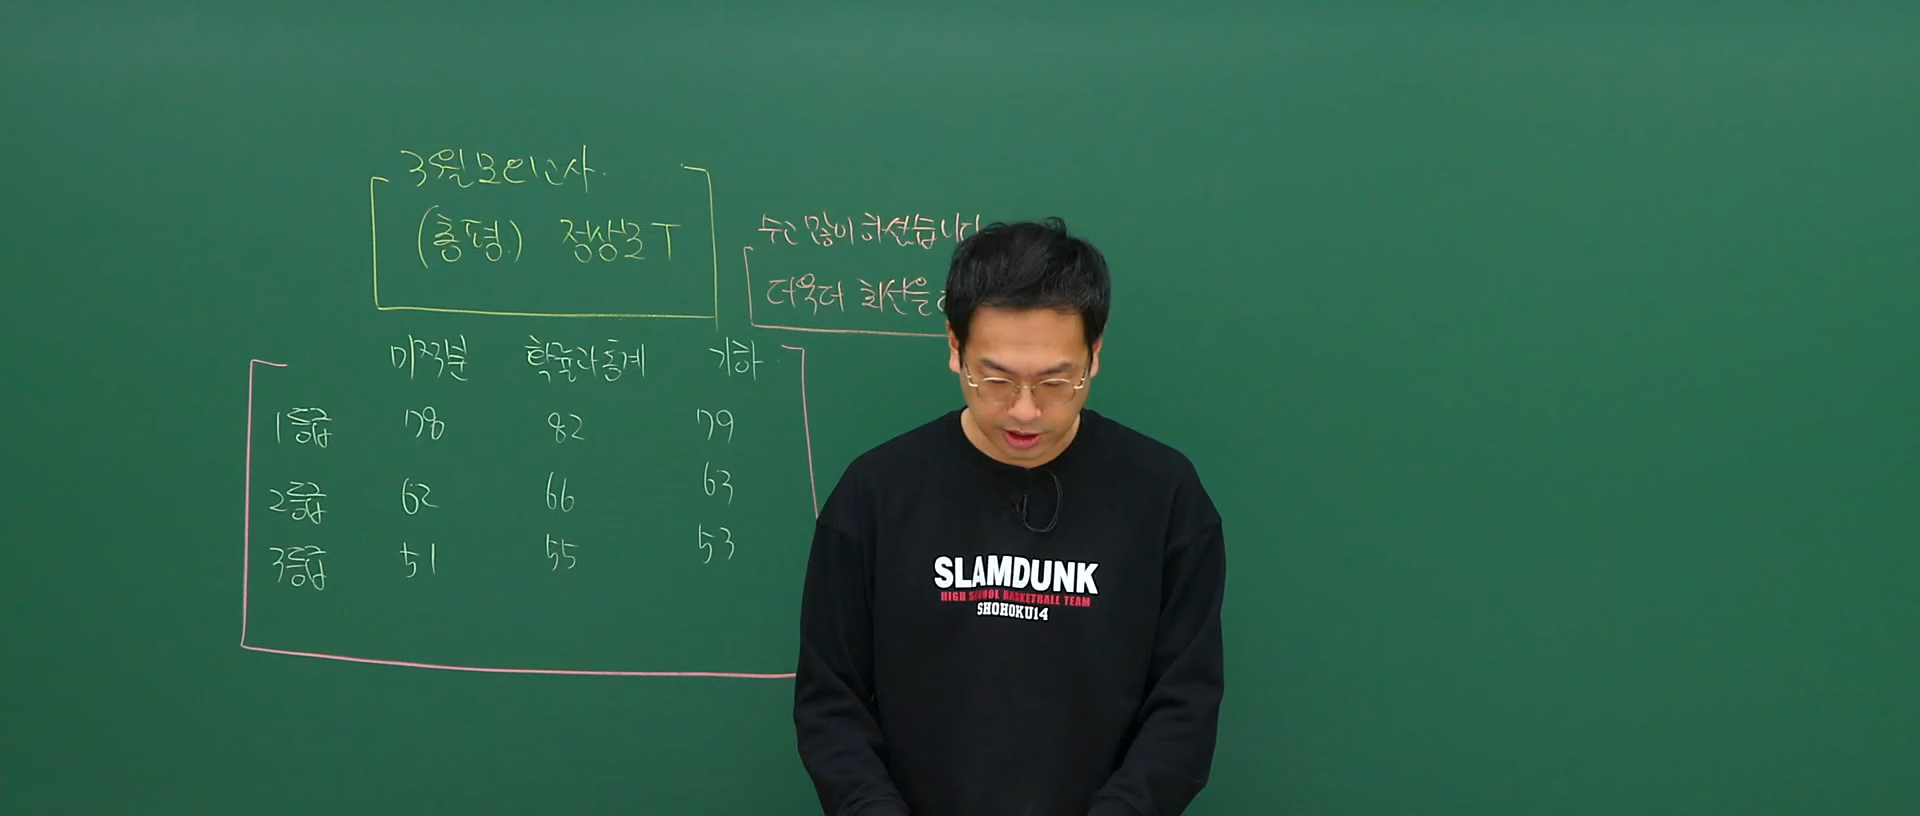 3월모의고사.
(총평.) 정상모T
수고 많이 하셨습니다
더욱더 최선을
미적분 확률과통계 기하
1등급 78 82 79
2등급 62 66 63
3등급 51 55 53
SLAMDUNK
HIGH SCHOOL BASKETBALL TEAM
SHOHOKU14